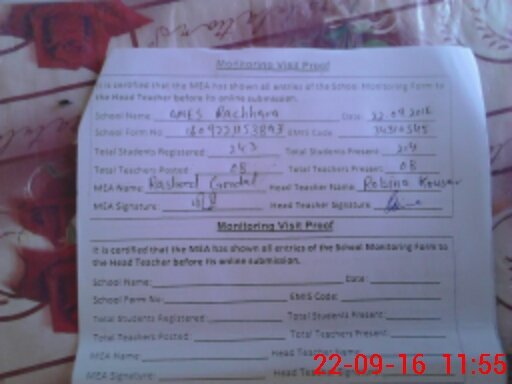 Monitoring Visit Proof
It is certified that the MEA has shown all entries of the School Monitoring Form to
the Head Teacher before its online submission.
School Name: Date: 22.09.2016
School Form No: EMIS Code:
Total Students Registered: 243 Total Students Present: 204
Total Teachers Posted: 08 Total Teachers Present: 08
MEA Name: Rasheed Head Teacher Name: Robina Kousar
MEA Signature: Head Teacher Signature:
Monitoring Visit Proof
It is certified that the MEA has shown all entries of the School Monitoring Form to
the Head Teacher before its online submission.
School Name: Date:
School Form No: EMIS Code:
Total Students Registered: Total Students Present:
Total Teachers Posted: Total Teachers Present:
MEA Name: Head Teacher Name:
MEA Signature: Head
22-09-16 11:55